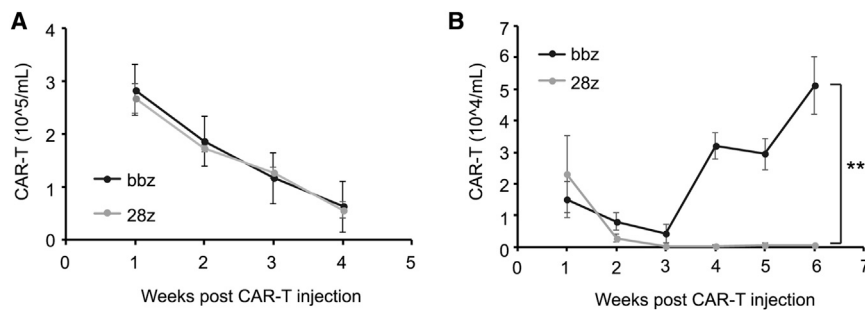 A
CAR-T (10^5/mL)
4
3
2
1
0
bbz
28z
0
1
2
3
4
5
Weeks post CAR-T injection
B
CAR-T (10^4/mL)
7
6
5
4
3
2
1
0
bbz
28z
**
0
1
2
3
4
5
6
7
Weeks post CAR-T injection